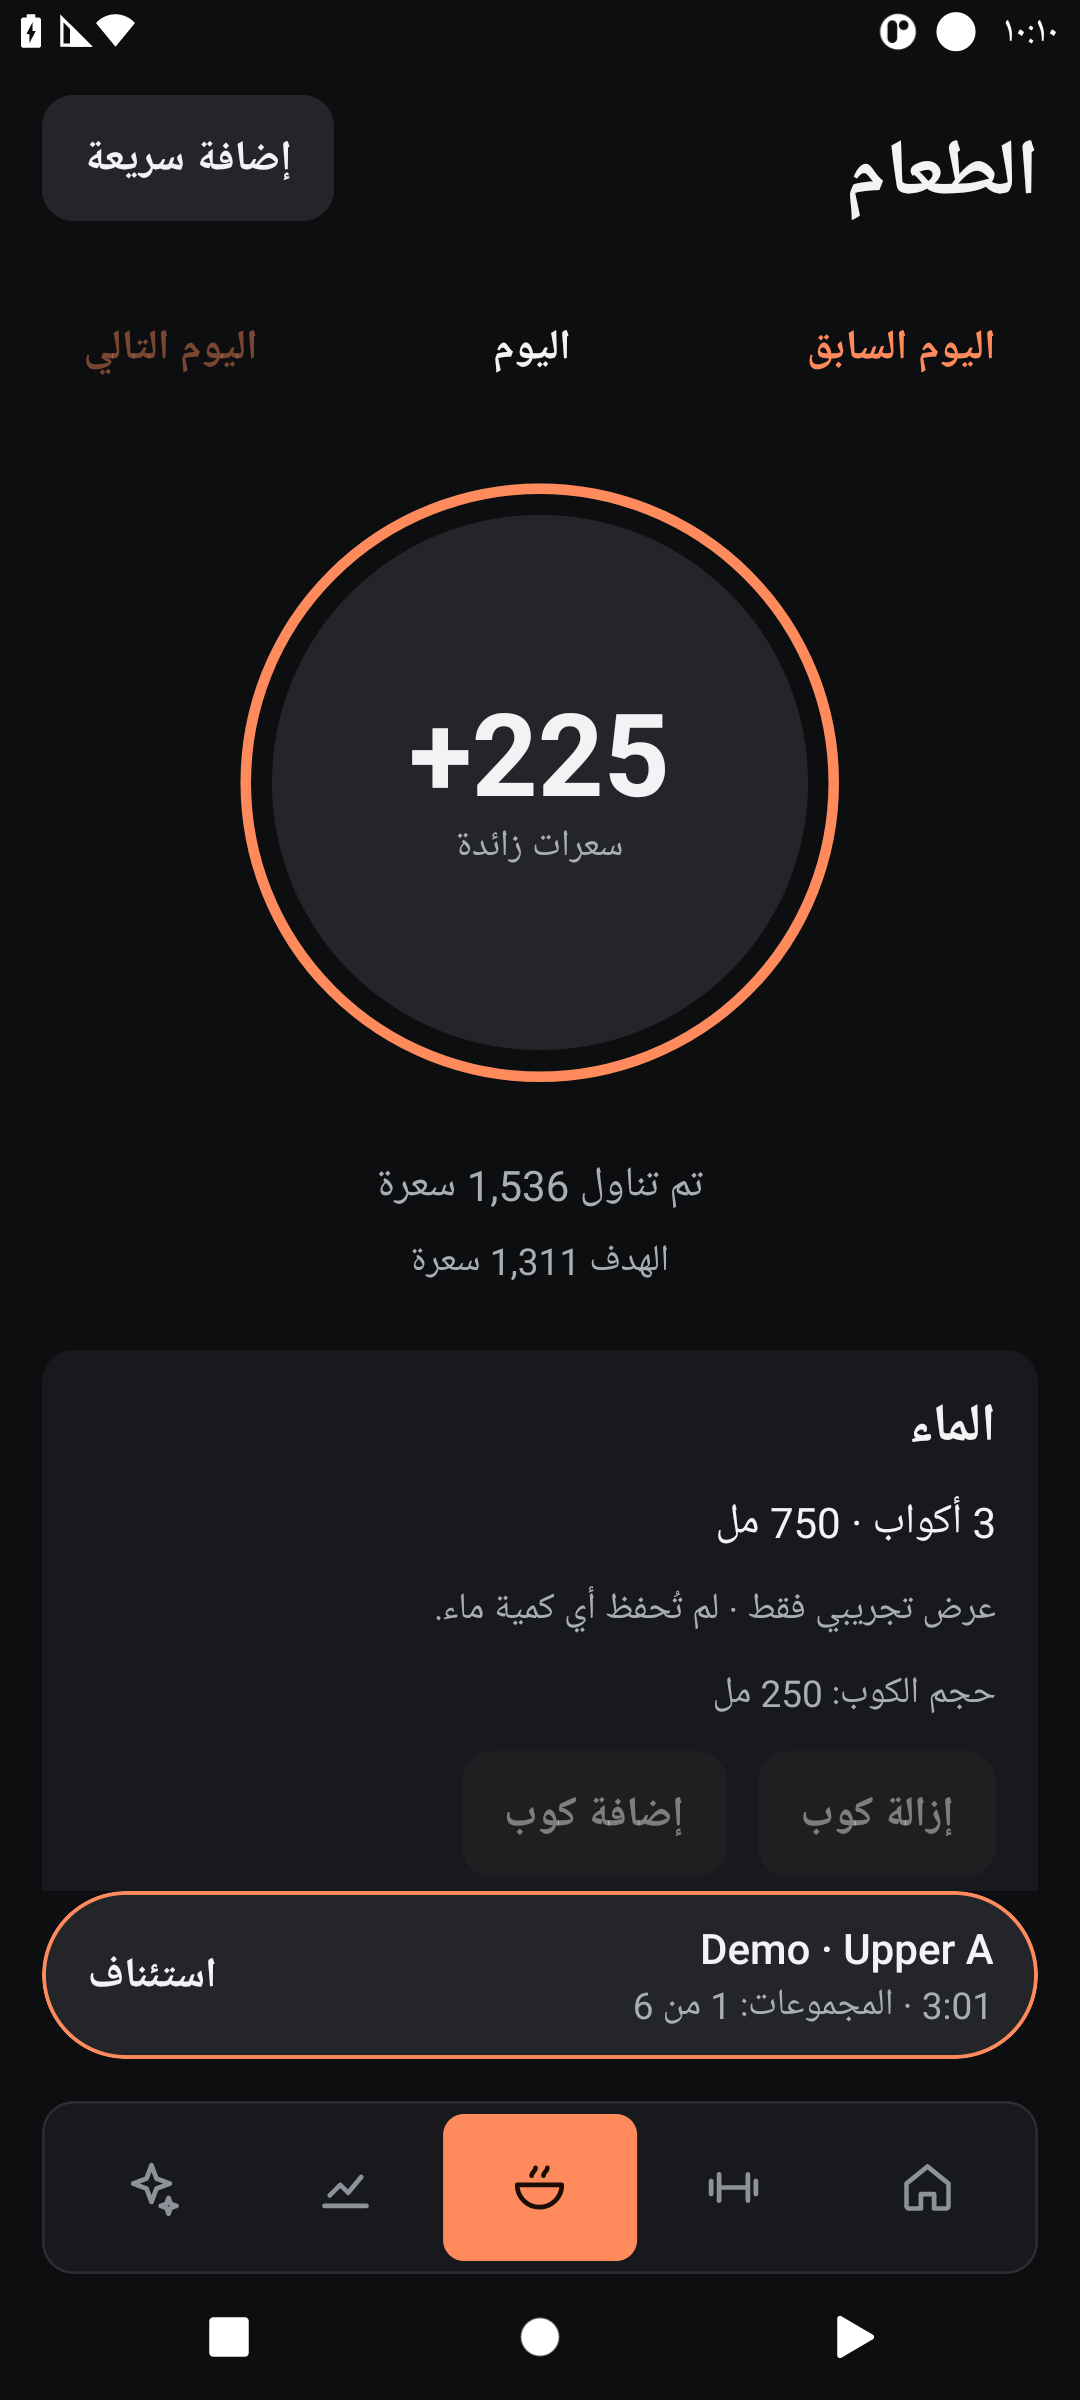 ١٠:١٠
الطعام
إضافة سريعة
اليوم السابق
اليوم
اليوم التالي
+225
سعرات زائدة
تم تناول 1,536 سعرة
الهدف 1,311 سعرة
الماء
3 أكواب · 750 مل
عرض تجريبي فقط · لم تُحفظ أي كمية ماء.
حجم الكوب: 250 مل
إزالة كوب
إضافة كوب
Demo · Upper A
3:01 · المجموعات: 1 من 6
استئناف